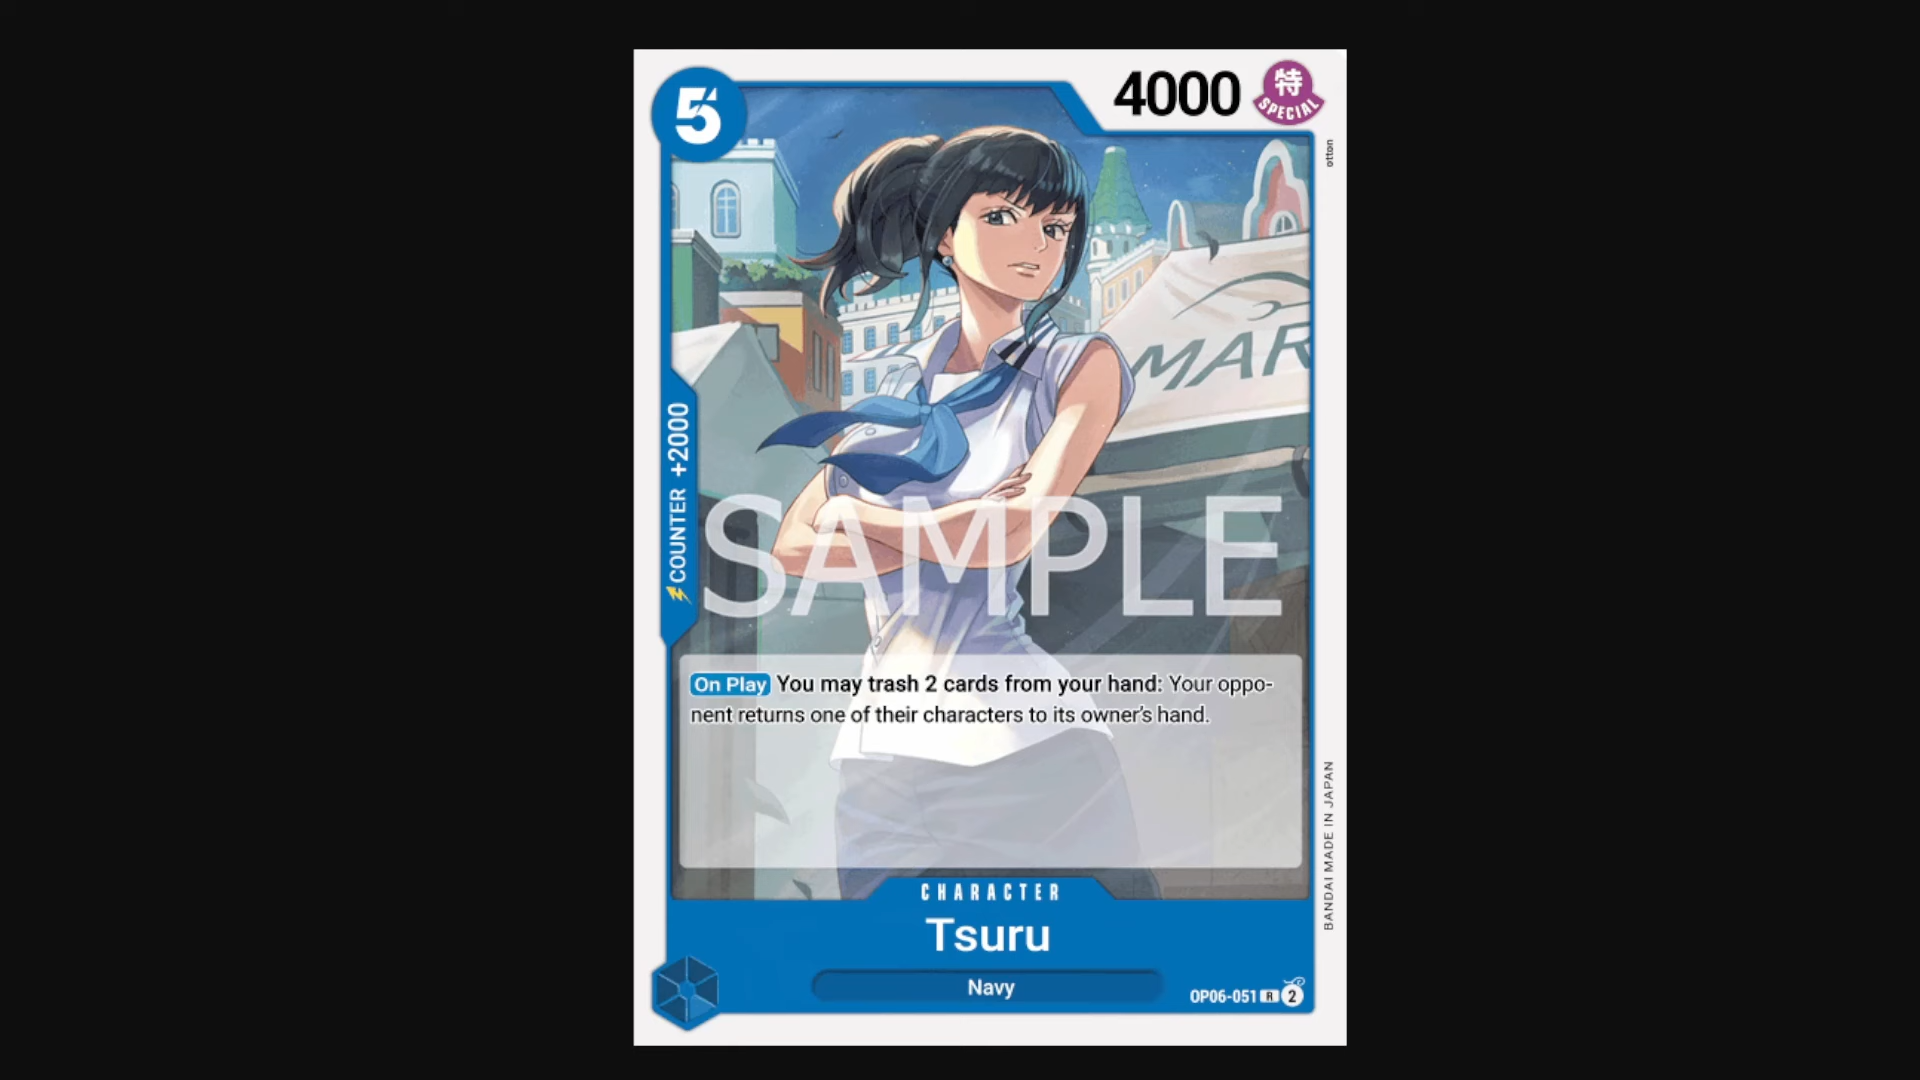 5
4000
特
SPECIAL
otton
MAR
COUNTER +2000
SAMPLE
On Play You may trash 2 cards from your hand: Your oppo-
nent returns one of their characters to its owner's hand.
BANDAI MADE IN JAPAN
CHARACTER
Tsuru
Navy
OP06-051 R 2